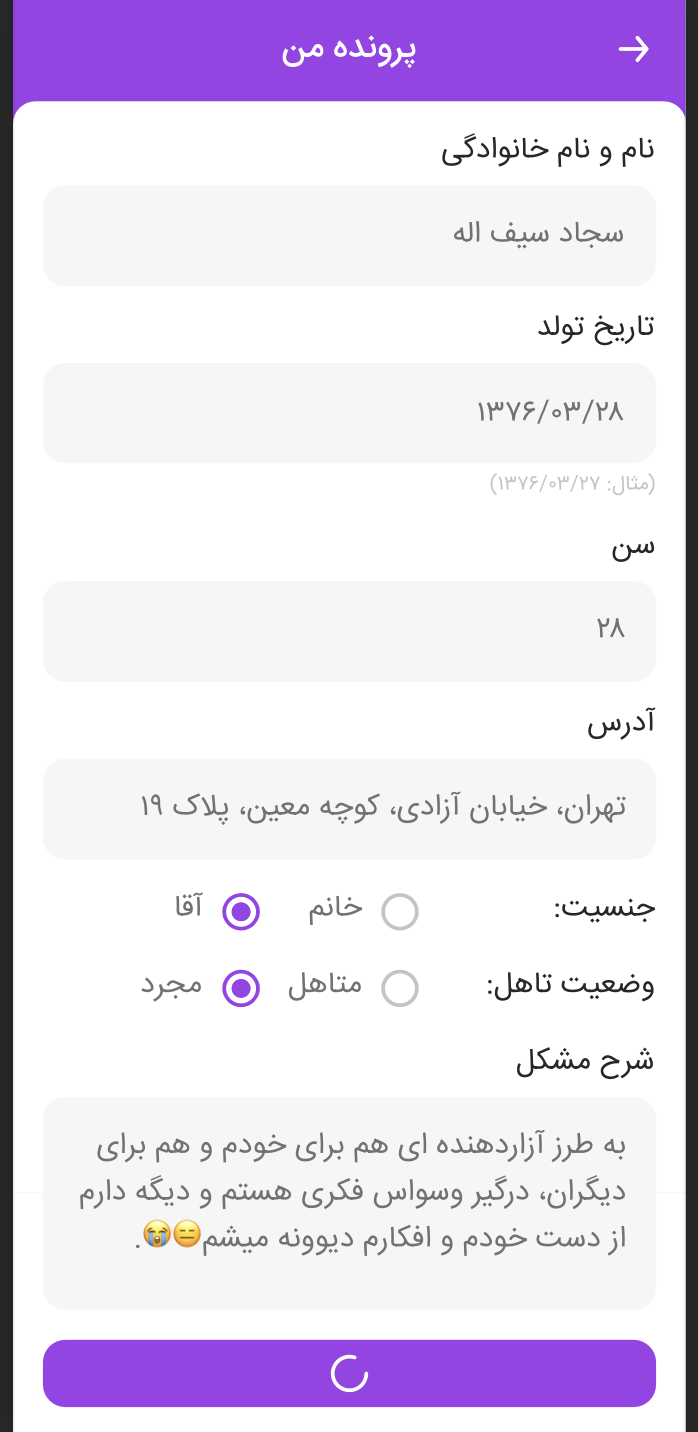 پرونده من
نام و نام خانوادگی
سجاد سیف اله
تاریخ تولد
۱۳۷۶/۰۳/۲۸
(مثال: ۱۳۷۶/۰۳/۲۷)
سن
۲۸
آدرس
تهران، خیابان آزادی، کوچه معین، پلاک ۱۹
جنسیت: خانم آقا
وضعیت تاهل: متاهل مجرد
شرح مشکل
به طرز آزاردهنده ای هم برای خودم و هم برای
دیگران، درگیر وسواس فکری هستم و دیگه دارم
از دست خودم و افکارم دیوونه میشم😑😭.